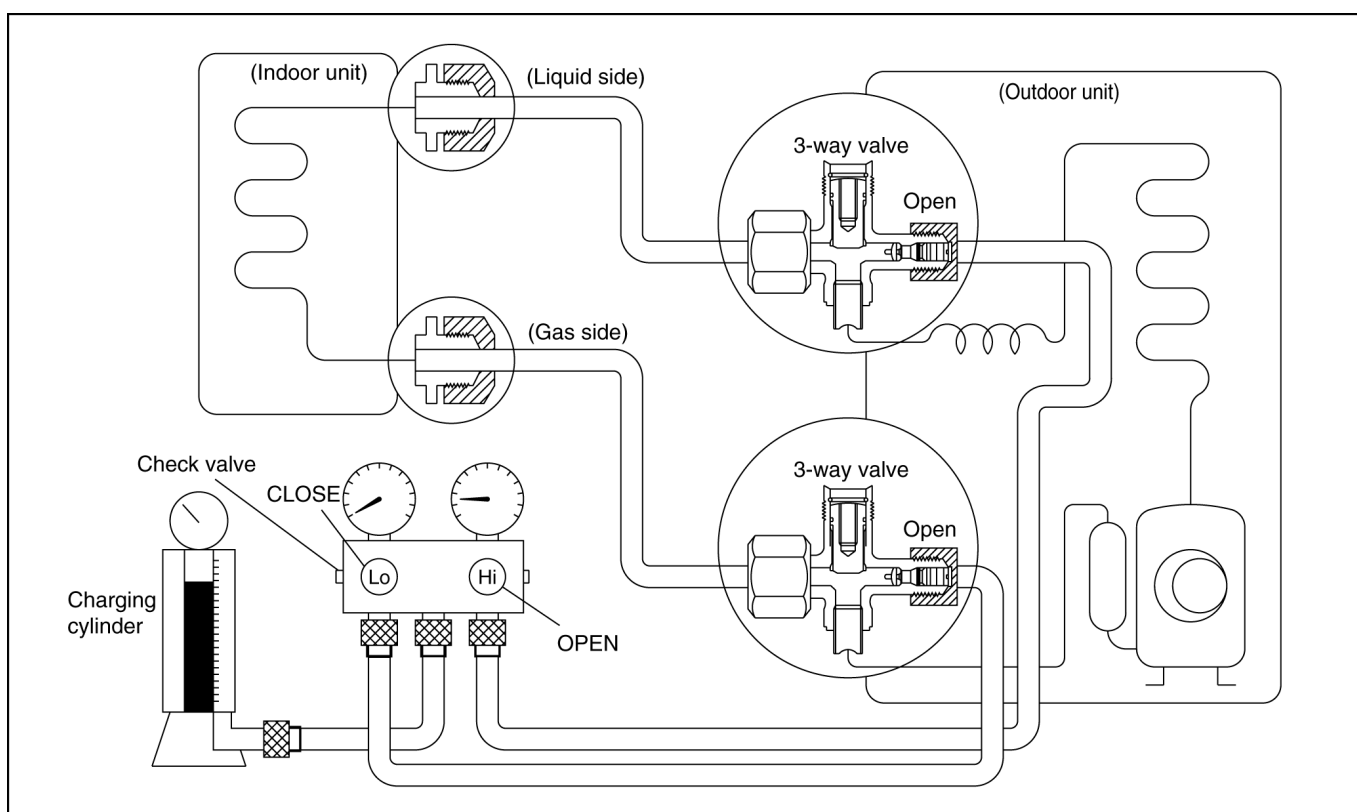 (Indoor unit)
(Liquid side)
(Outdoor unit)
3-way valve
Open
(Gas side)
3-way valve
Open
Check valve
CLOSE
Lo
Hi
Charging
cylinder
OPEN